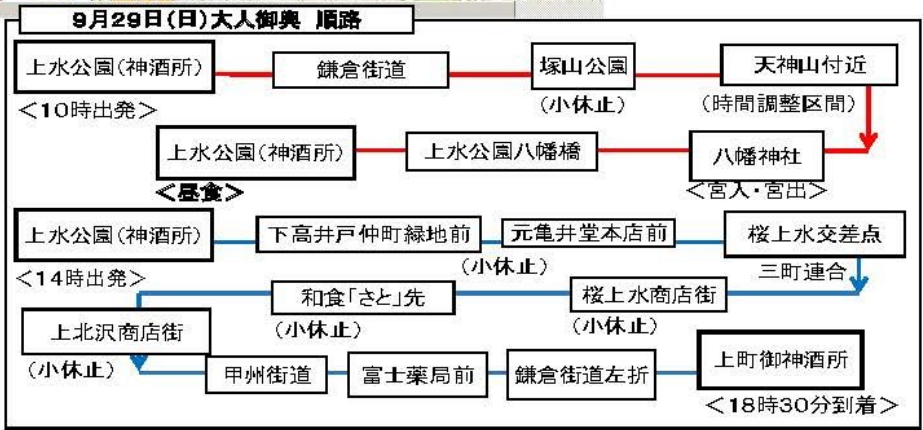 9月29日(日)大人御輿 順路
上水公園(神酒所) 鎌倉街道 塚山公園 天神山付近
<10時出発> (小休止) (時間調整区間)
上水公園(神酒所) 上水公園八幡橋 八幡神社
<昼食> <宮入・宮出>
上水公園(神酒所) 下高井戸仲町緑地前 元亀井堂本店前 桜上水交差点
<14時出発> (小休止) 三町連合
和食「さと」先 桜上水商店街
(小休止) (小休止)
上北沢商店街
(小休止)
甲州街道 富士薬局前 鎌倉街道左折 上町御神酒所
<18時30分到着>